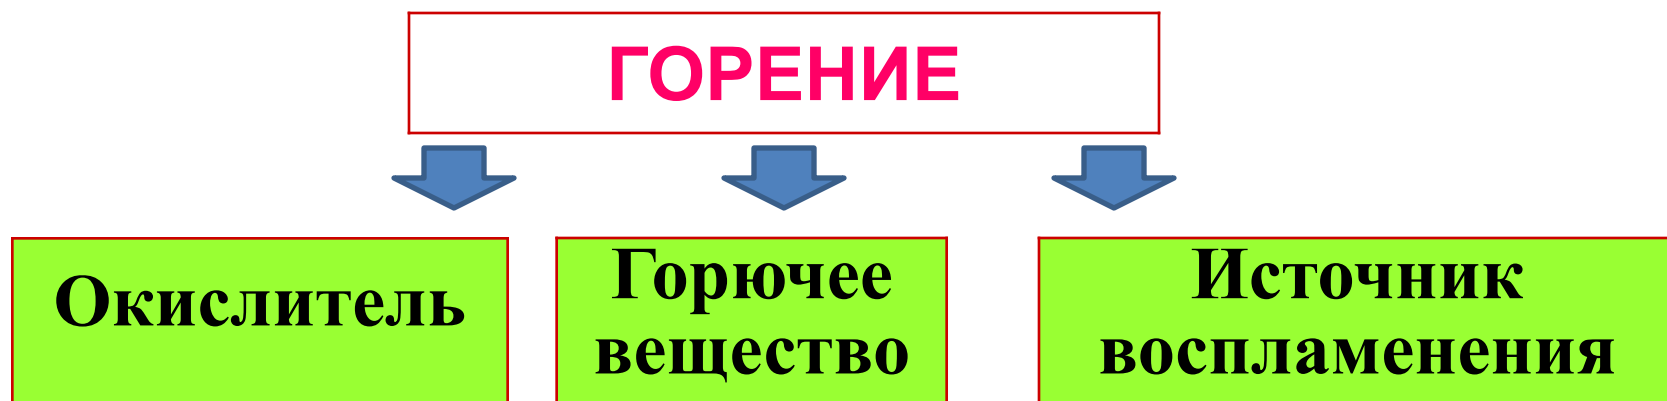 ГОРЕНИЕ
Окислитель
Горючее
вещество
Источник
воспламенения